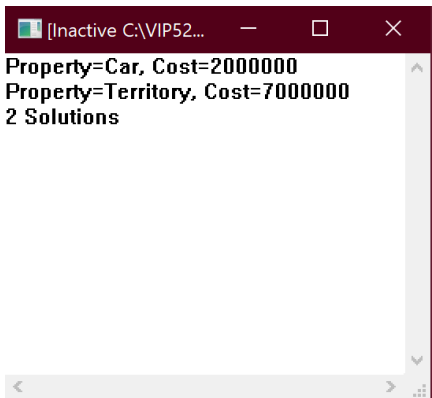 [Inactive C:\VIP52...
Property=Car, Cost=2000000
Property=Territory, Cost=7000000
2 Solutions